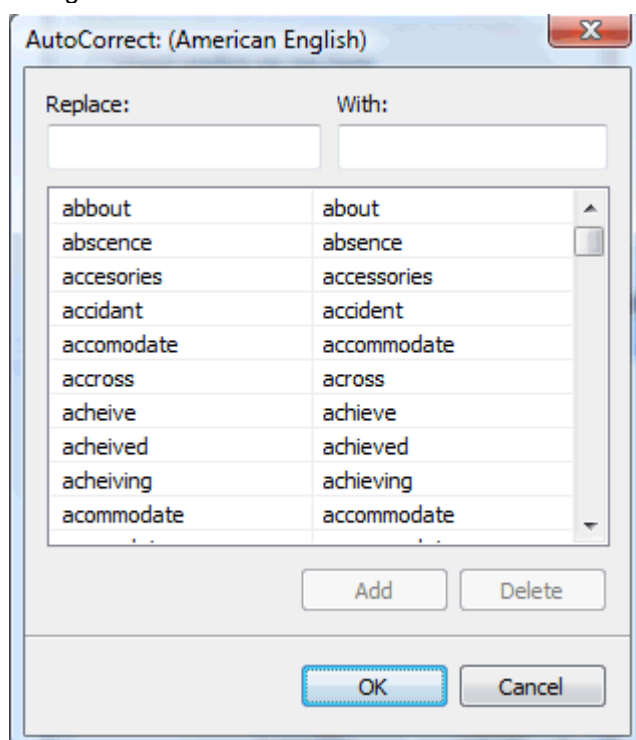 AutoCorrect: (American English)
Replace: With:
abbout about
abscence absence
accesories accessories
accidant accident
accomodate accommodate
accross across
acheive achieve
acheived achieved
acheiving achieving
acommodate accommodate
Add Delete
OK Cancel